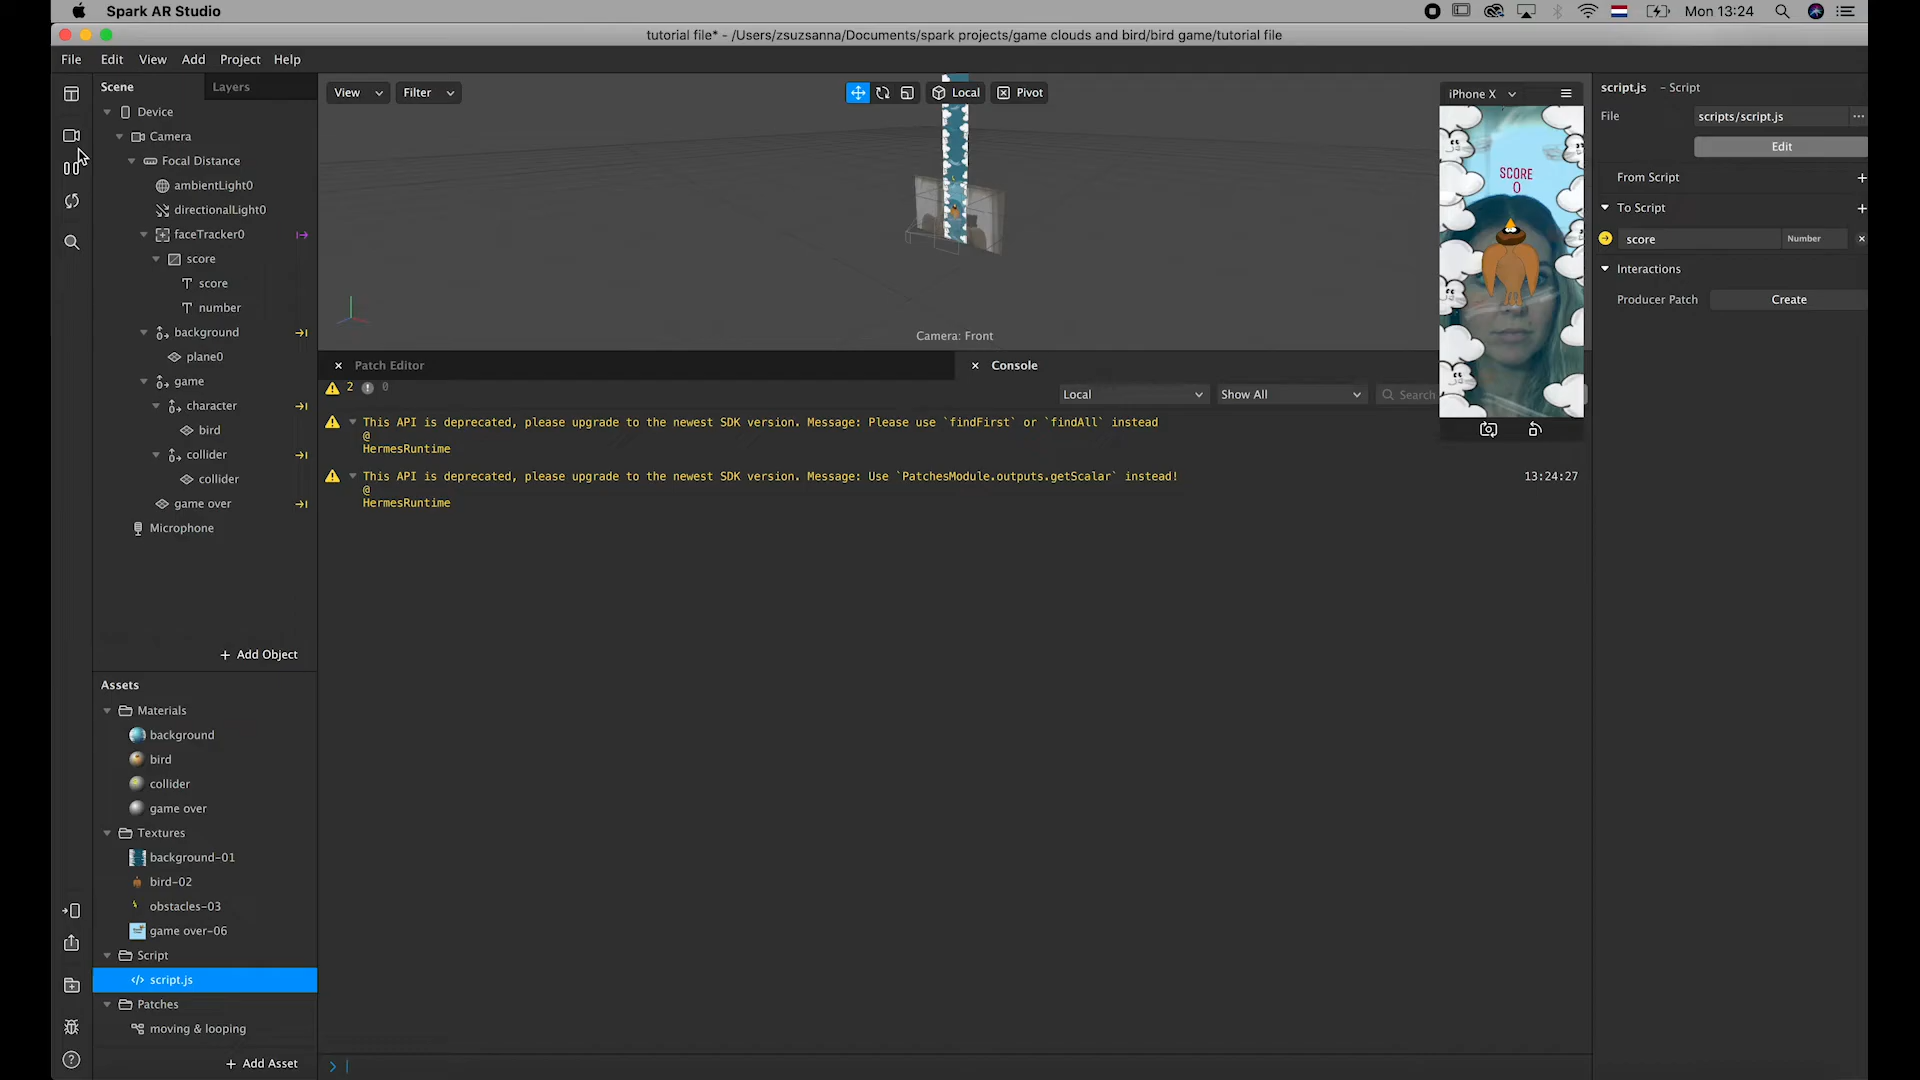 Spark AR Studio
Mon 13:24
tutorial file* - /Users/zsuzsanna/Documents/spark projects/game clouds and bird/bird game/tutorial file
File Edit View Add Project Help
Scene
Layers
Device
Camera
Focal Distance
ambientLight0
directionalLight0
faceTracker0
score
score
number
background
plane0
game
character
bird
collider
collider
game over
Microphone
+ Add Object
Assets
Materials
background
bird
collider
game over
Textures
background-01
bird-02
obstacles-03
game over-06
Script
script.js
Patches
moving & looping
+ Add Asset
View
Filter
Local
Pivot
Camera: Front
Patch Editor
Console
2
0
Local
Show All
Search
This API is deprecated, please upgrade to the newest SDK version. Message: Please use `findFirst` or `findAll` instead
@
HermesRuntime
This API is deprecated, please upgrade to the newest SDK version. Message: Use `PatchesModule.outputs.getScalar` instead!
@
HermesRuntime
13:24:27
iPhone X
SCORE
0
script.js - Script
File
scripts/script.js
Edit
From Script
To Script
score
Number
Interactions
Producer Patch
Create